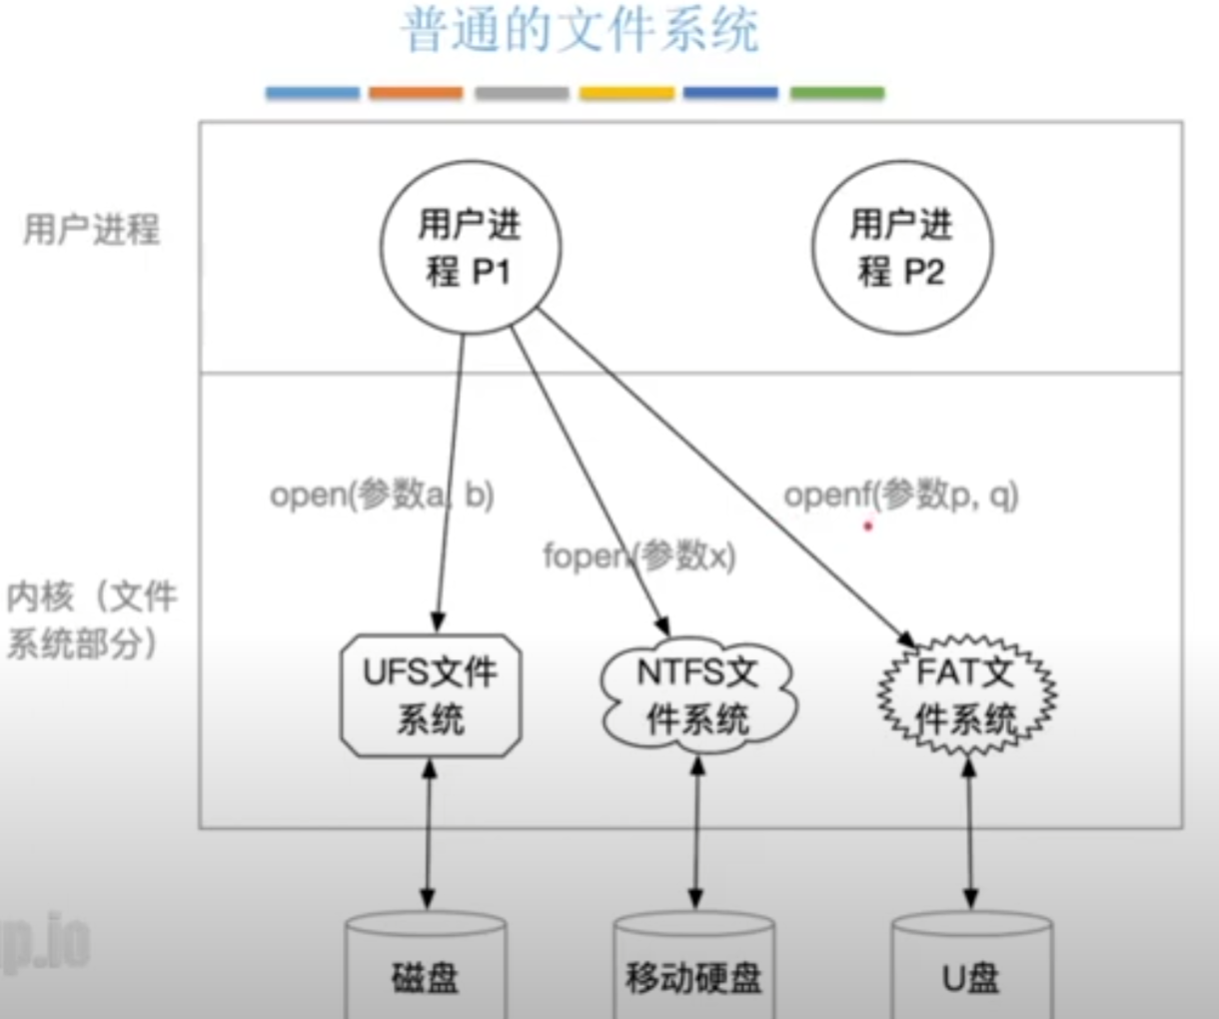 普通的文件系统
用户进程
用户进
程 P1
用户进
程 P2
open(参数a, b)
openf(参数p, q)
fopen(参数x)
内核（文件
系统部分）
UFS文件
系统
NTFS文
件系统
FAT文
件系统
p.io
磁盘
移动硬盘
U盘